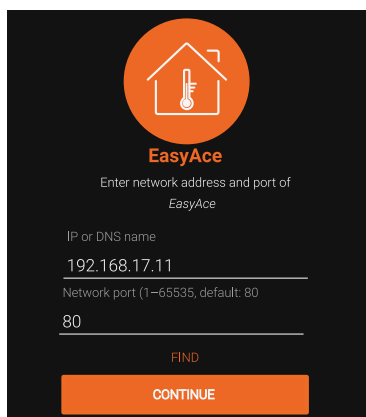 EasyAce
Enter network address and port of
EasyAce
IP or DNS name
192.168.17.11
Network port (1–65535, default: 80
80
FIND
CONTINUE